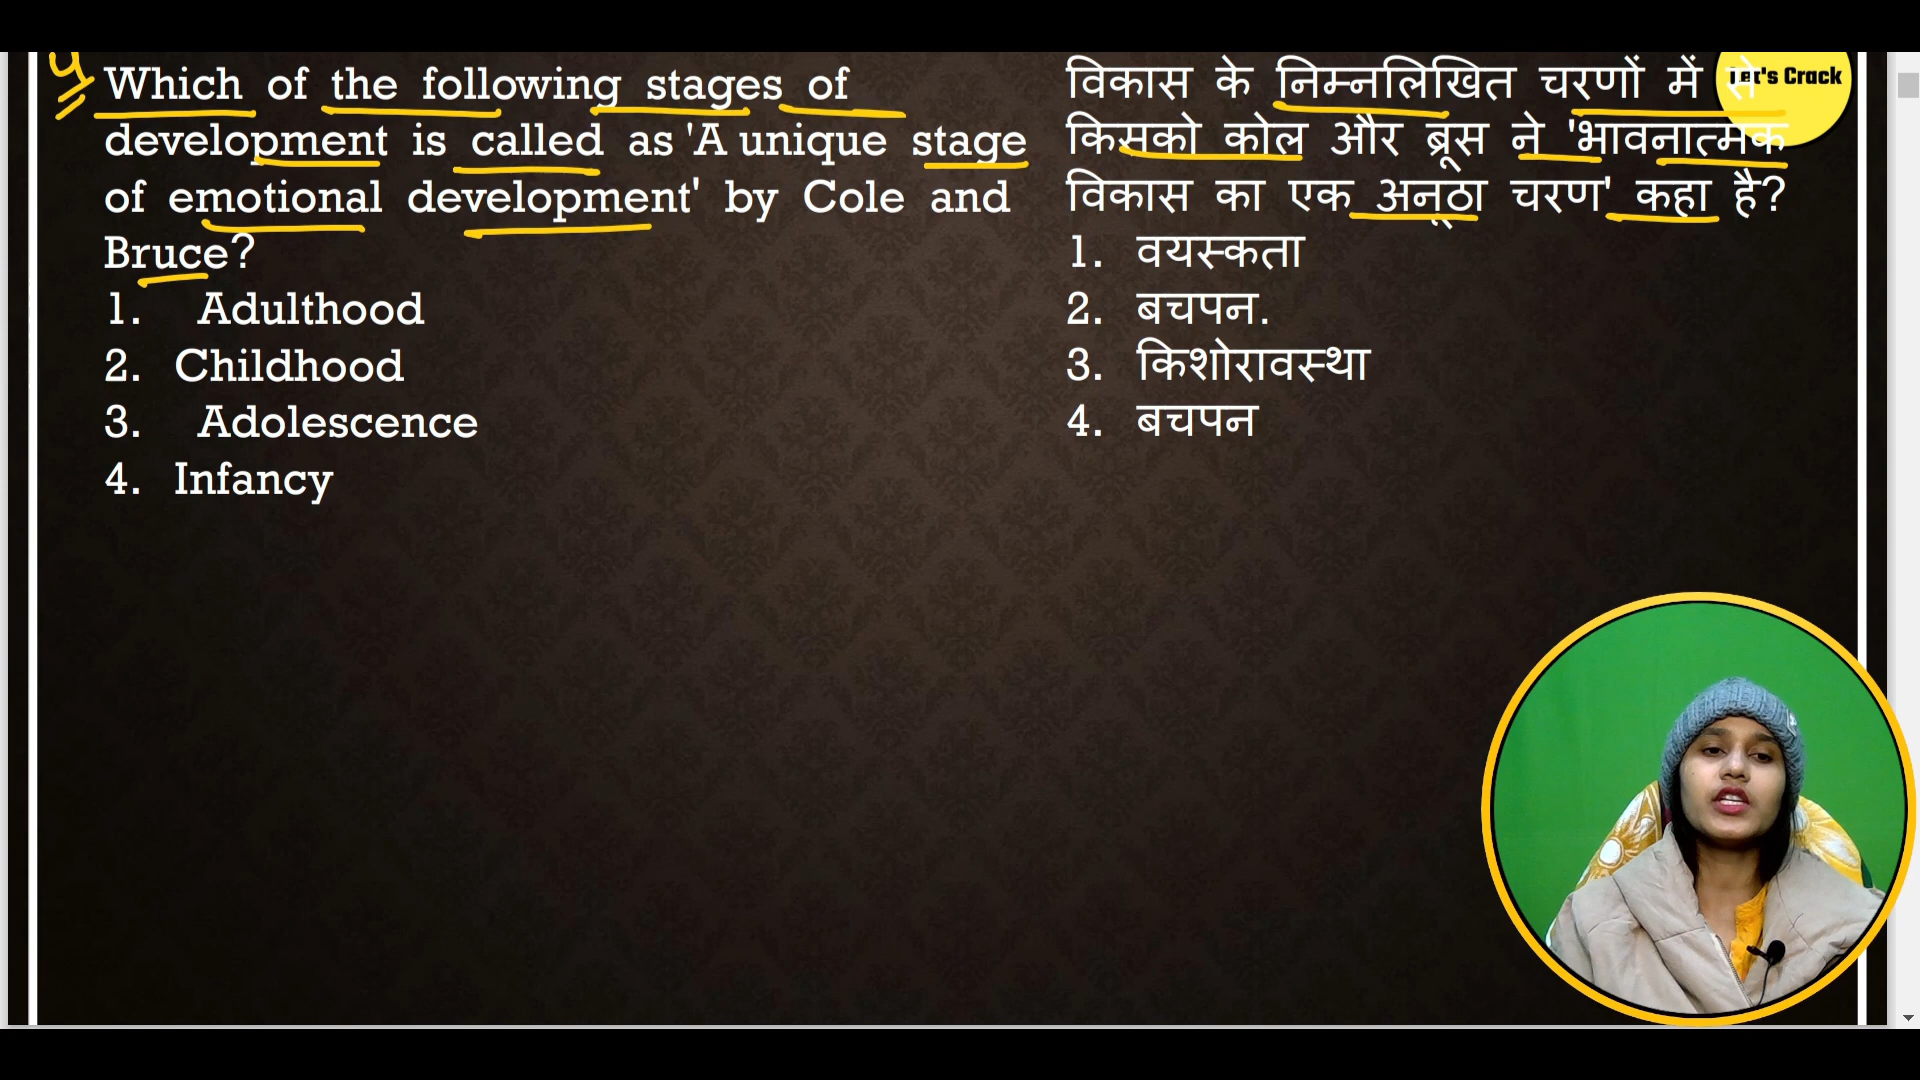 Which of the following stages of
development is called as 'A unique stage
of emotional development' by Cole and
Bruce?
1. Adulthood
2. Childhood
3. Adolescence
4. Infancy
विकास के निम्नलिखित चरणों में से
किसको कोल और ब्रूस ने 'भावनात्मक
विकास का एक अनूठा चरण' कहा है?
1. वयस्कता
2. बचपन.
3. किशोरावस्था
4. बचपन
Let's Crack